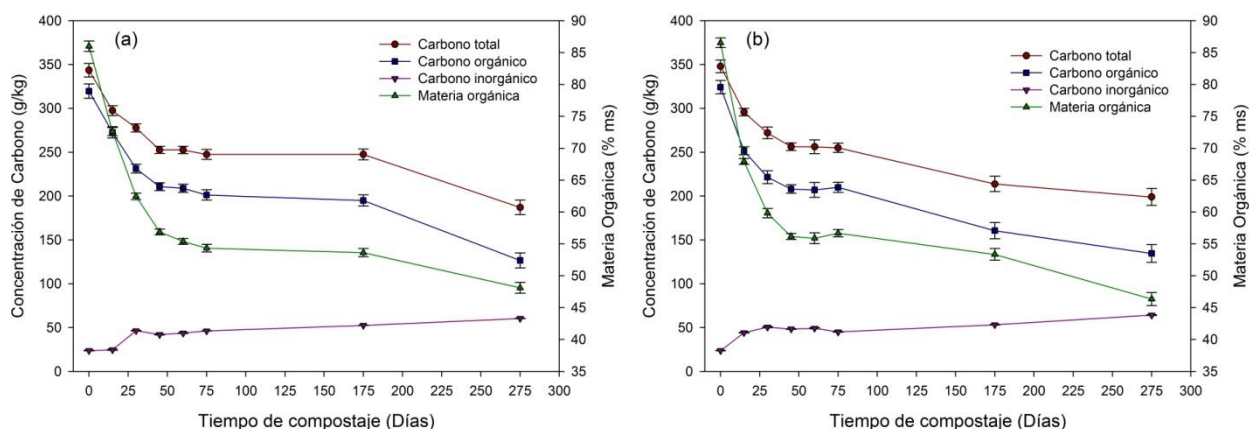 (a)
Carbono total
Carbono orgánico
Carbono inorgánico
Materia orgánica
Concentración de Carbono (g/kg)
400
350
300
250
200
150
100
50
0
Materia Orgánica (% ms)
90
85
80
75
70
65
60
55
50
45
40
35
0 25 50 75 100 125 150 175 200 225 250 275 300
Tiempo de compostaje (Días)
(b)
Carbono total
Carbono orgánico
Carbono inorgánico
Materia orgánica
Concentración de Carbono (g/kg)
400
350
300
250
200
150
100
50
0
Materia Orgánica (% ms)
90
85
80
75
70
65
60
55
50
45
40
35
0 25 50 75 100 125 150 175 200 225 250 275 300
Tiempo de compostaje (Días)